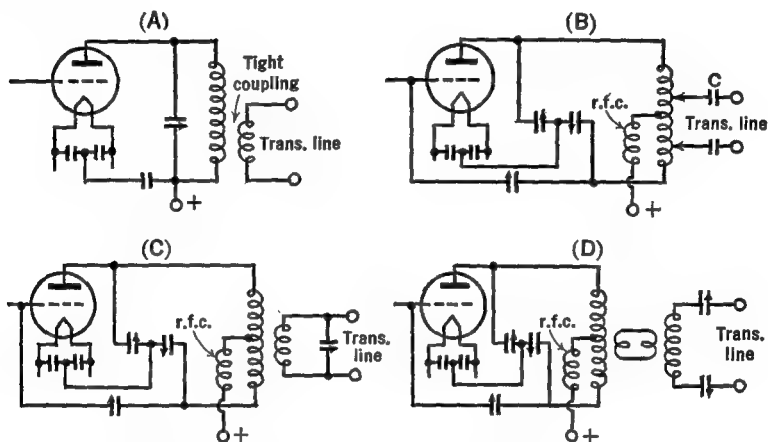 (A)
Tight
coupling
Trans. line
+
(B)
C
r.f.c.
Trans. line
+
(C)
r.f.c.
Trans.
line
+
(D)
r.f.c.
Trans.
line
+